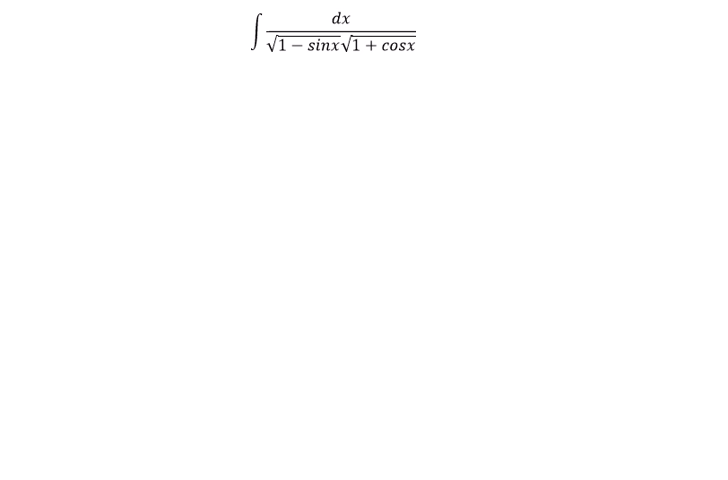 ∫ dx / √1 − sinx √1 + cosx